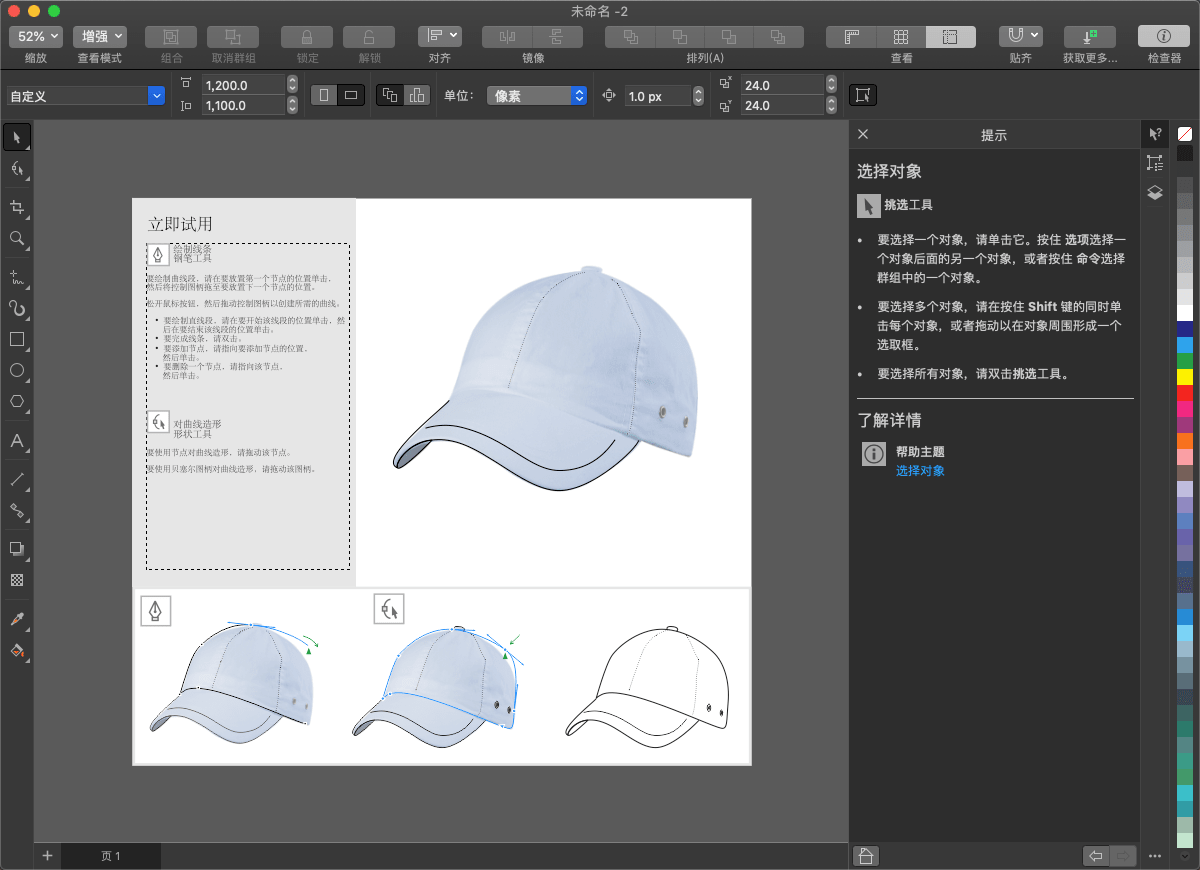 未命名 -2
52%
增强
缩放
查看模式
组合
取消群组
锁定
解锁
对齐
镜像
排列(A)
查看
贴齐
获取更多...
检查器
自定义
1,200.0
1,100.0
单位：
像素
1.0 px
24.0
24.0
立即试用
绘制线条
钢笔工具
要绘制曲线段，请在要放置第一个节点的位置单击，
然后将控制图柄拖至要放置下一个节点的位置。
松开鼠标按钮，然后拖动控制图柄以创建所需的曲线。
• 要绘制直线段，请在要开始该线段的位置单击，然
后在要结束该线段的位置单击。
• 要完成线条，请双击。
• 要添加节点，请指向要添加节点的位置，
然后单击。
• 要删除一个节点，请指向该节点，
然后单击。
对曲线造形
形状工具
要使用节点对曲线造形，请拖动该节点。
要使用贝塞尔图柄对曲线造形，请拖动该图柄。
页 1
提示
选择对象
挑选工具
• 要选择一个对象，请单击它。按住 选项选择一
个对象后面的另一个对象，或者按住 命令选择
群组中的一个对象。
• 要选择多个对象，请在按住 Shift 键的同时单
击每个对象，或者拖动以在对象周围形成一个
选取框。
• 要选择所有对象，请双击挑选工具。
了解详情
帮助主题
选择对象